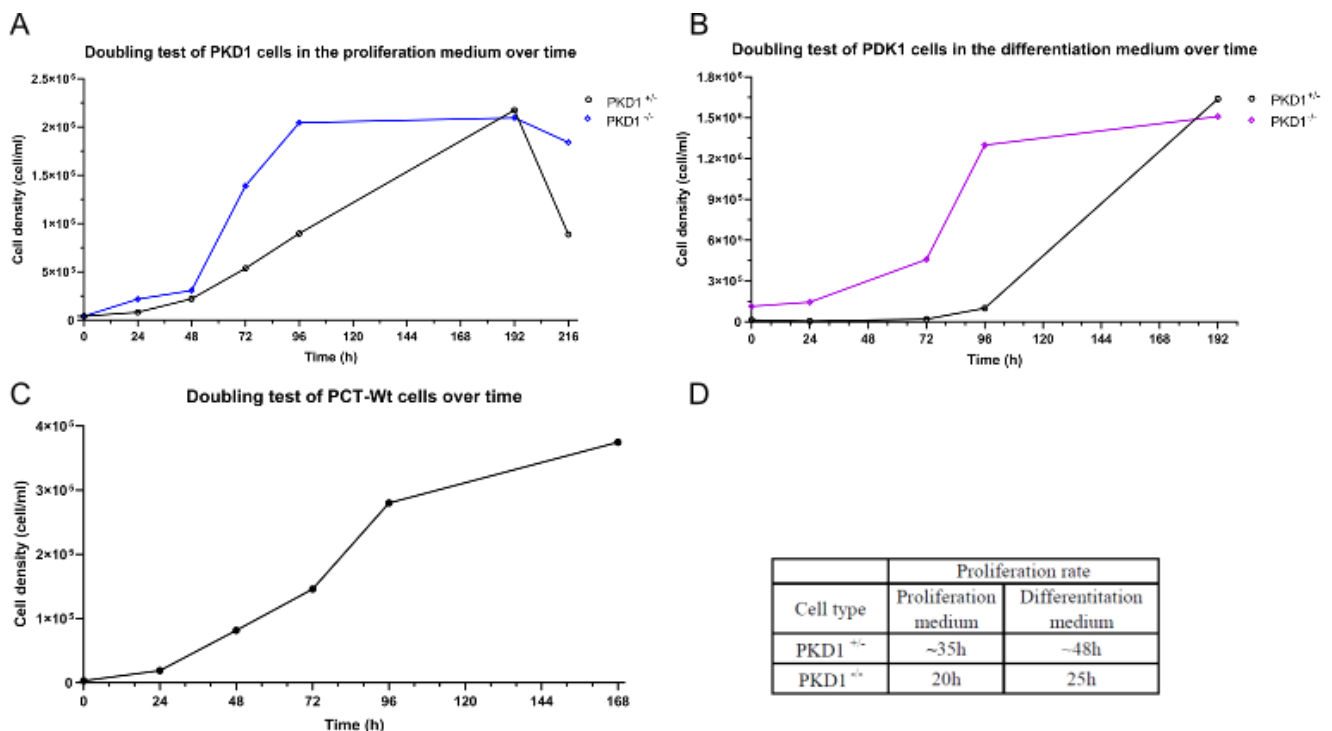 A
Doubling test of PKD1 cells in the proliferation medium over time
Cell density (cell/ml)
2.5×10⁶
2×10⁶
1.5×10⁶
1×10⁶
5×10⁵
0
0 24 48 72 96 120 144 168 192 216
Time (h)
PKD1⁺/⁻
PKD1⁻/⁻
B
Doubling test of PDK1 cells in the differentiation medium over time
Cell density (cell/ml)
1.8×10⁶
1.5×10⁶
1.2×10⁶
9×10⁵
6×10⁵
3×10⁵
0
0 24 48 72 96 120 144 168 192
Time (h)
PKD1⁺/⁻
PKD1⁻/⁻
C
Doubling test of PCT-Wt cells over time
Cell density (cell/ml)
4×10⁵
3×10⁵
2×10⁵
1×10⁵
0
0 24 48 72 96 120 144 168
Time (h)
D
Proliferation rate
Cell type Proliferation medium Differentitation medium
PKD1 ⁺/⁻ ~35h ~48h
PKD1 ⁻/⁻ 20h 25h